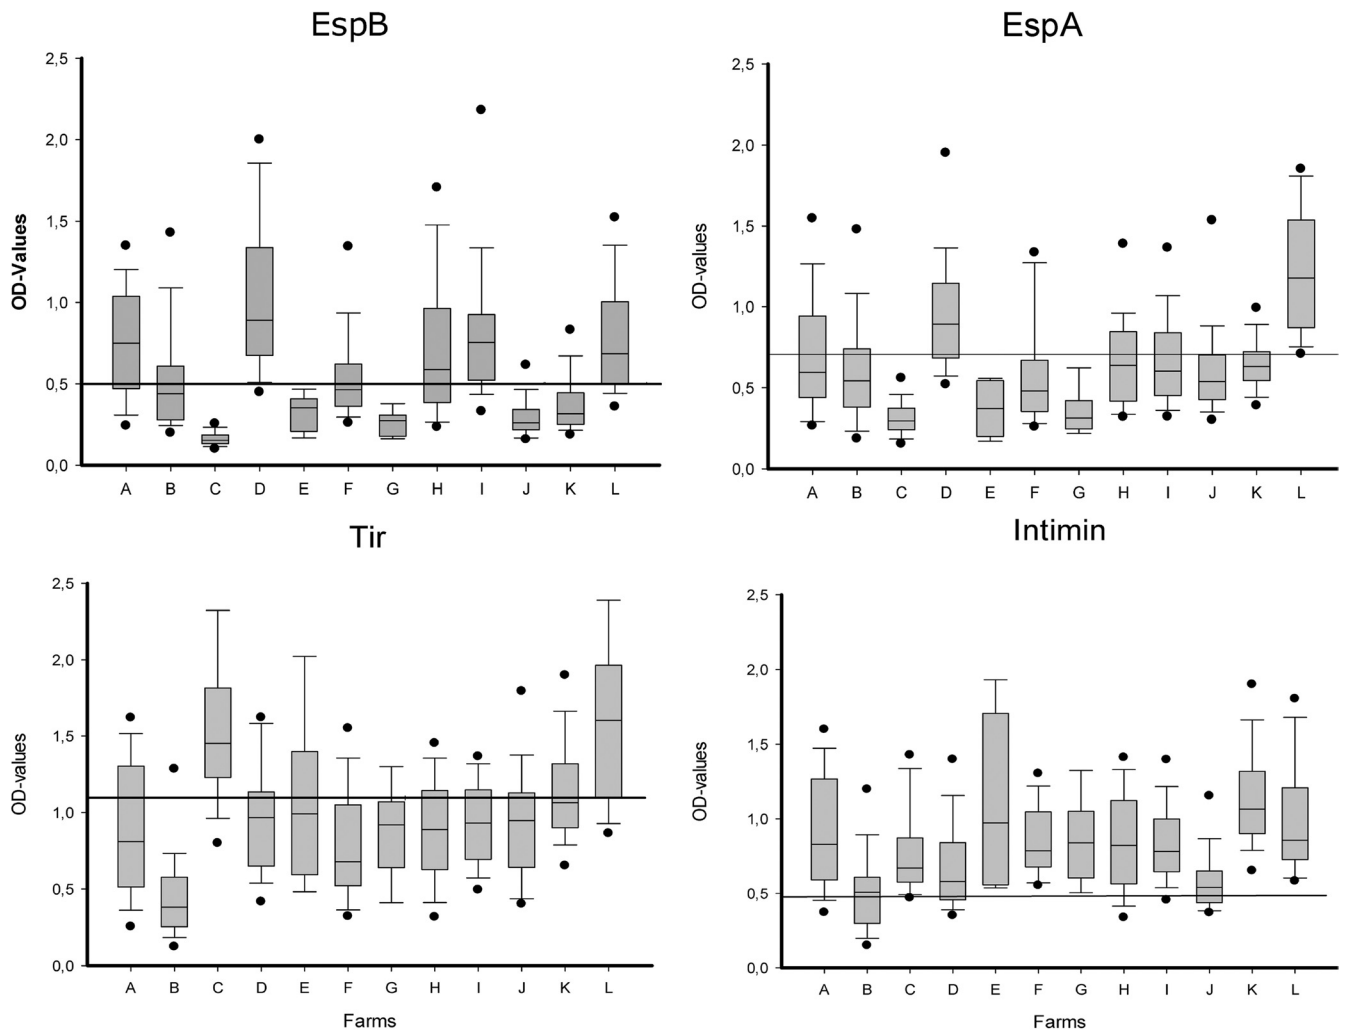 EspB
EspA
2,5
2,0
1,5
1,0
0,5
0,0
OD-Values
A B C D E F G H I J K L
2,5
2,0
1,5
1,0
0,5
0,0
OD-values
A B C D E F G H I J K L
Tir
Intimin
2,5
2,0
1,5
1,0
0,5
0,0
OD-values
A B C D E F G H I J K L
Farms
2,5
2,0
1,5
1,0
0,5
0,0
OD-values
A B C D E F G H I J K L
Farms